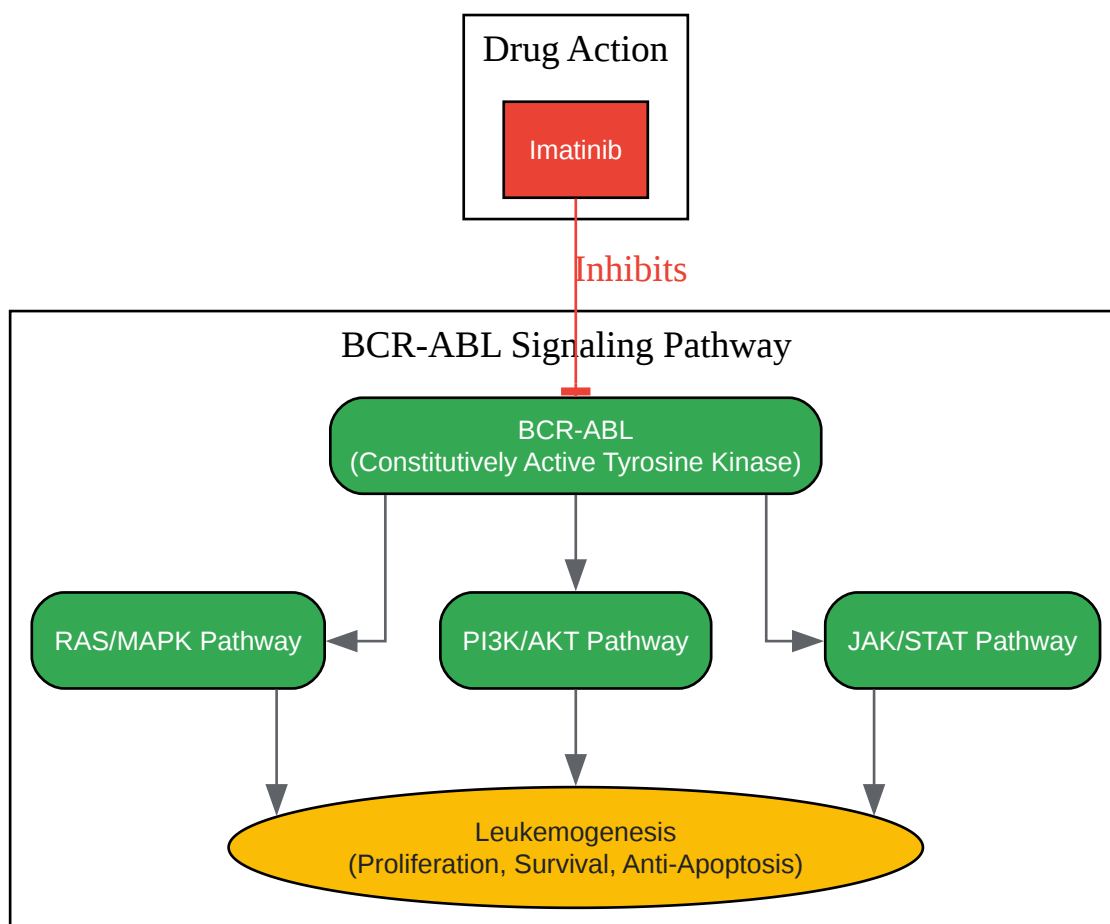 Drug Action
Imatinib
Inhibits
BCR-ABL Signaling Pathway
BCR-ABL
(Constitutively Active Tyrosine Kinase)
RAS/MAPK Pathway
PI3K/AKT Pathway
JAK/STAT Pathway
Leukemogenesis
(Proliferation, Survival, Anti-Apoptosis)